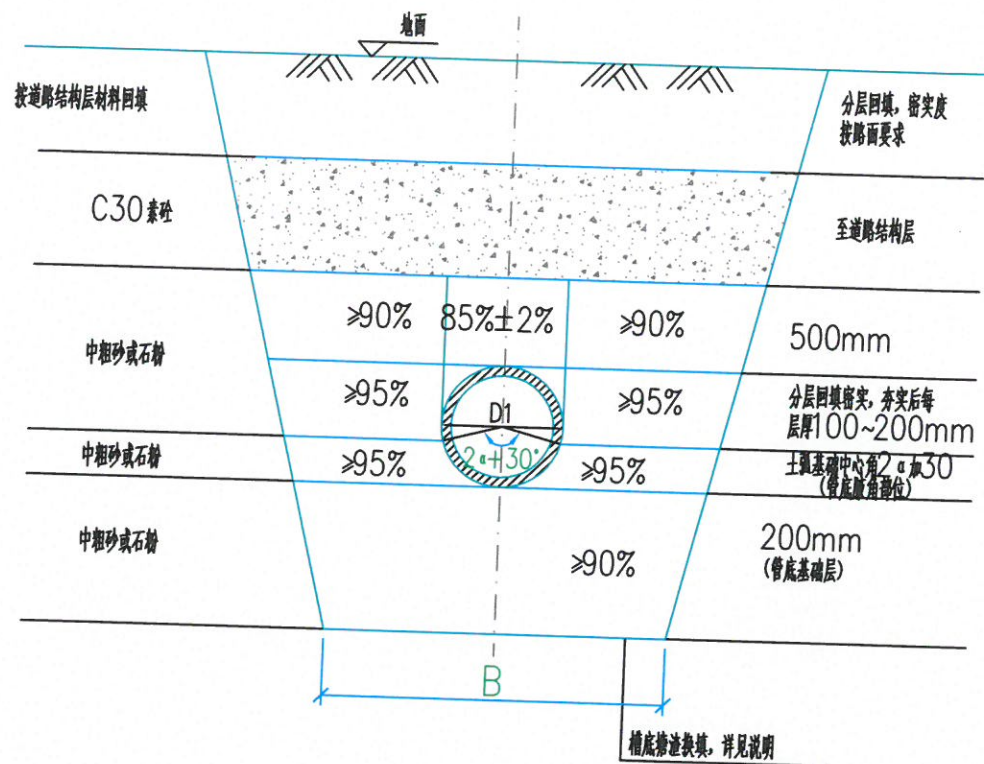 地面
按道路结构层材料回填
分层回填，密实度
按路面要求
C30素砼
至道路结构层
≥90% 85%±2% ≥90%
500mm
中粗砂或石粉
≥95% ≥95%
分层回填密实，夯实后每
层厚100~200mm
D1
中粗砂或石粉
≥95% 2α+30° ≥95%
土弧基础中心角2α加30
(管底腋角部位)
中粗砂或石粉
≥90%
200mm
(管底基础层)
B
槽底塘渣换填，详见说明